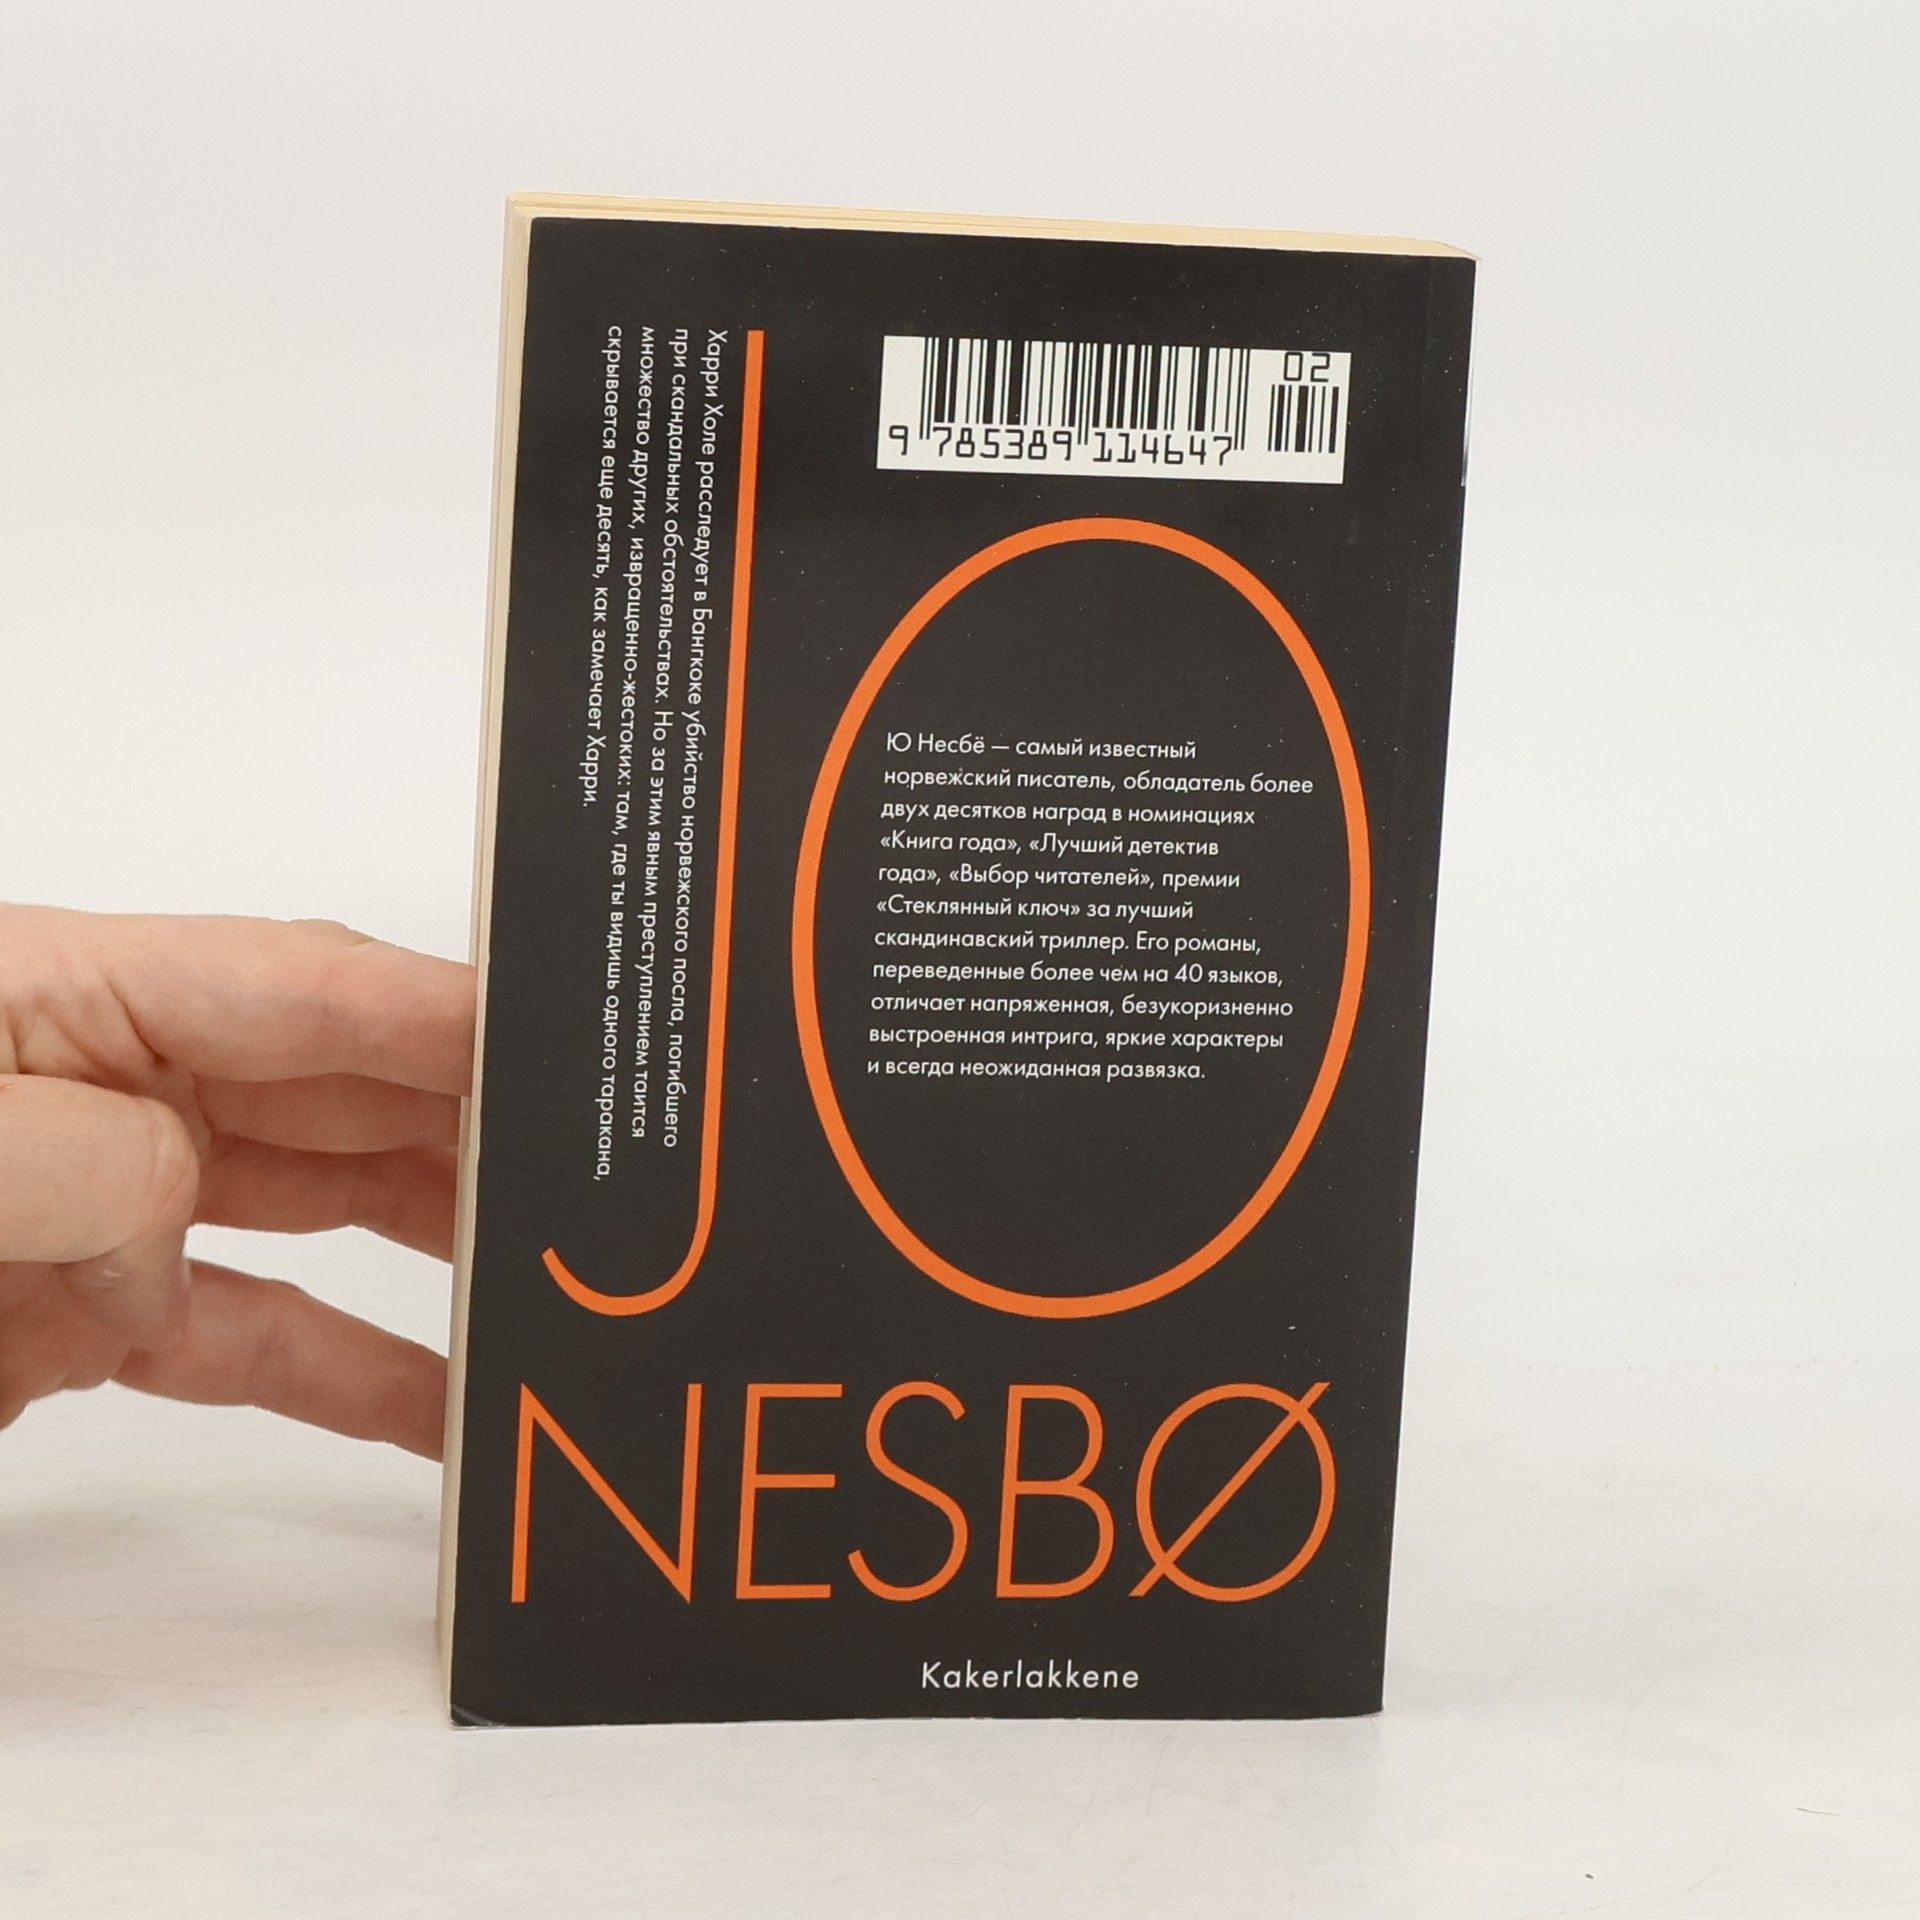 02
9 785389 114647
Харри Холе расследует в Бангкоке убийство норвежского посла, погибшего
при скандальных обстоятельствах. Но за этим явным преступлением таится
множество других, извращенно-жестоких: там, где ты видишь одного таракана,
скрывается еще десять, как замечает Харри.
JO
Ю Несбё — самый известный
норвежский писатель, обладатель более
двух десятков наград в номинациях
«Книга года», «Лучший детектив
года», «Выбор читателей», премии
«Стеклянный ключ» за лучший
скандинавский триллер. Его романы,
переведенные более чем на 40 языков,
отличает напряженная, безукоризненно
выстроенная интрига, яркие характеры
и всегда неожиданная развязка.
NESBØ
Kakerlakkene